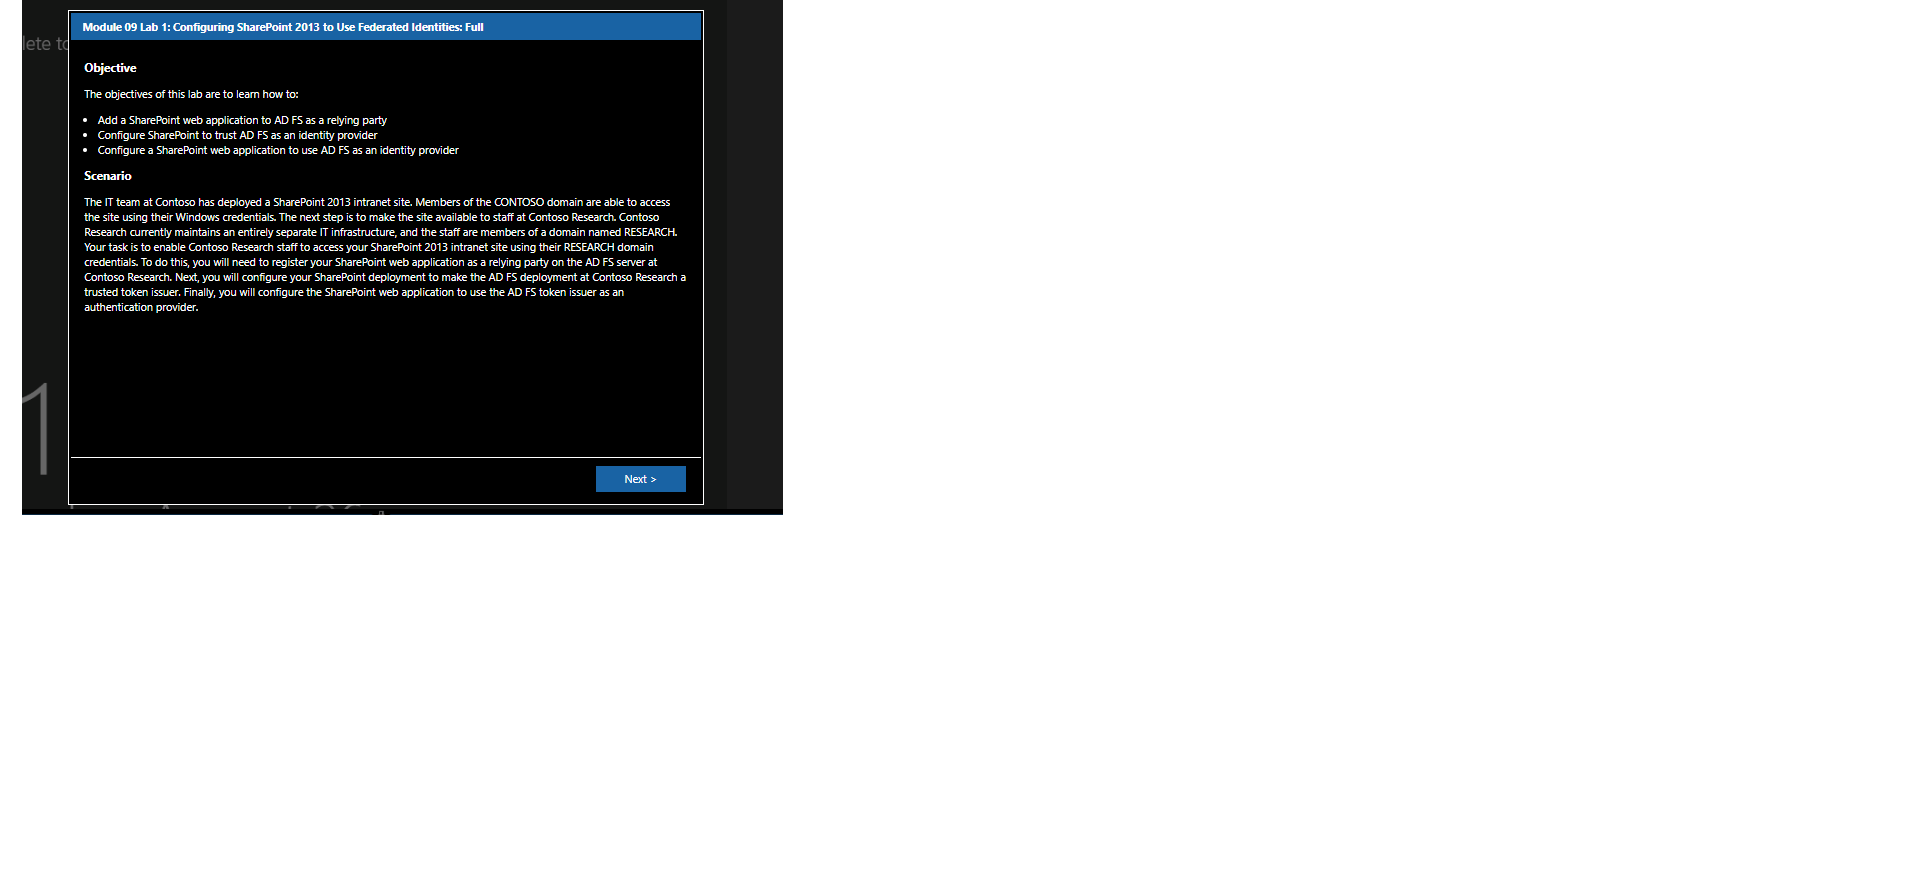 Module 09 Lab 1: Configuring SharePoint 2013 to Use Federated Identities: Full
Objective
The objectives of this lab are to learn how to:
• Add a SharePoint web application to AD FS as a relying party
• Configure SharePoint to trust AD FS as an identity provider
• Configure a SharePoint web application to use AD FS as an identity provider
Scenario
The IT team at Contoso has deployed a SharePoint 2013 intranet site. Members of the CONTOSO domain are able to access
the site using their Windows credentials. The next step is to make the site available to staff at Contoso Research. Contoso
Research currently maintains an entirely separate IT infrastructure, and the staff are members of a domain named RESEARCH.
Your task is to enable Contoso Research staff to access your SharePoint 2013 intranet site using their RESEARCH domain
credentials. To do this, you will need to register your SharePoint web application as a relying party on the AD FS server at
Contoso Research. Next, you will configure your SharePoint deployment to make the AD FS deployment at Contoso Research a
trusted token issuer. Finally, you will configure the SharePoint web application to use the AD FS token issuer as an
authentication provider.
1
Next >